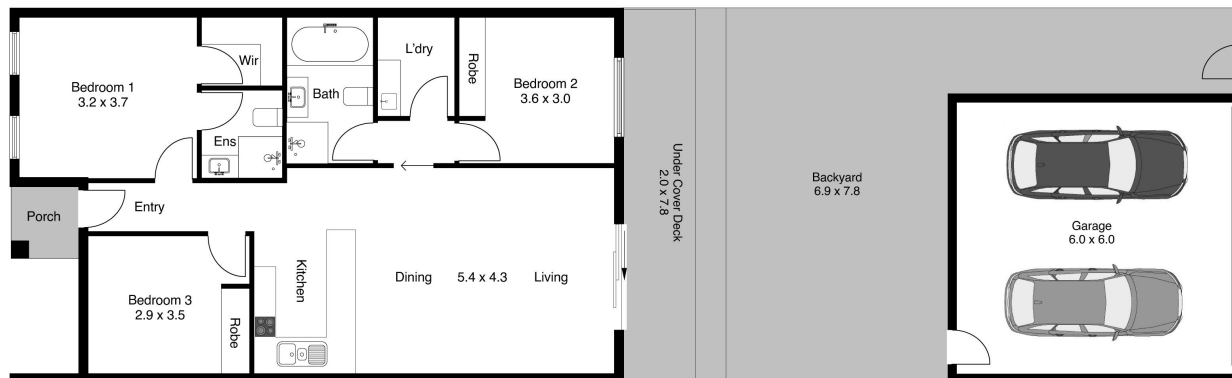 Bedroom 1
3.2 x 3.7
Wir
Ens
Bath
L'dry
Robe
Bedroom 2
3.6 x 3.0
Porch
Entry
Bedroom 3
2.9 x 3.5
Robe
Kitchen
Dining 5.4 x 4.3 Living
Under Cover Deck
2.0 x 7.8
Backyard
6.9 x 7.8
Garage
6.0 x 6.0